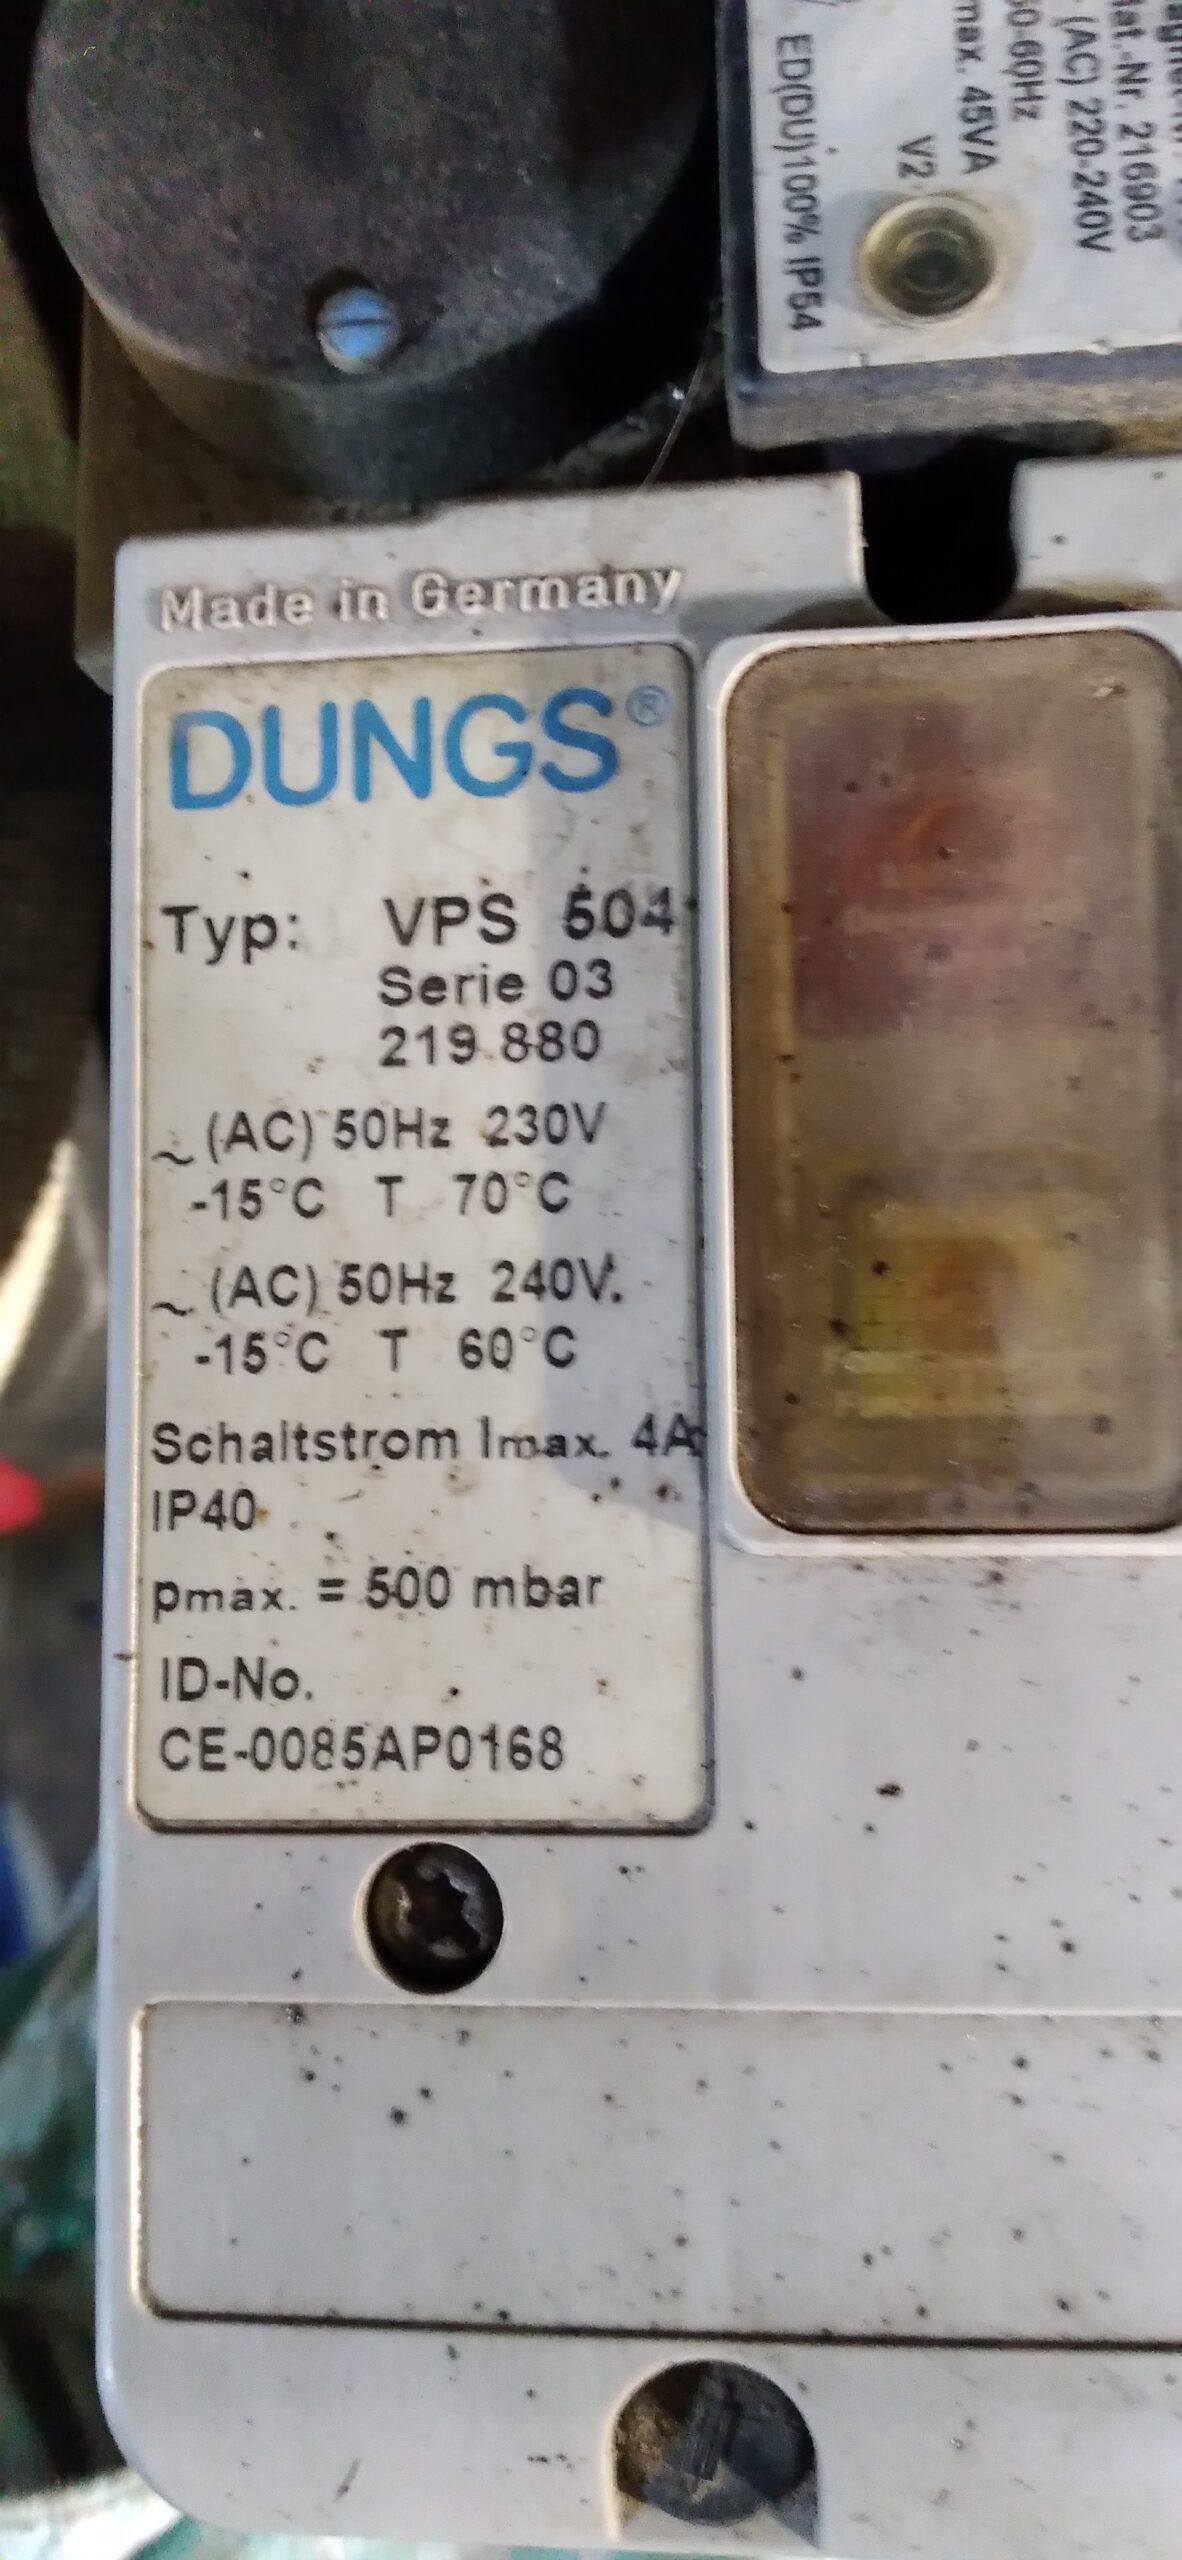 Mat.-Nr. 216903
(AC) 220-240V
50-60Hz
max. 45VA
V2
ED(DU)100% IP54
Made in Germany
DUNGS®
Typ: VPS 504
Serie 03
219.880
~(AC) 50Hz 230V
-15°C T 70°C
~(AC) 50Hz 240V
-15°C T 60°C
Schaltstrom Imax. 4A
IP40
pmax. = 500 mbar
ID-No.
CE-0085AP0168